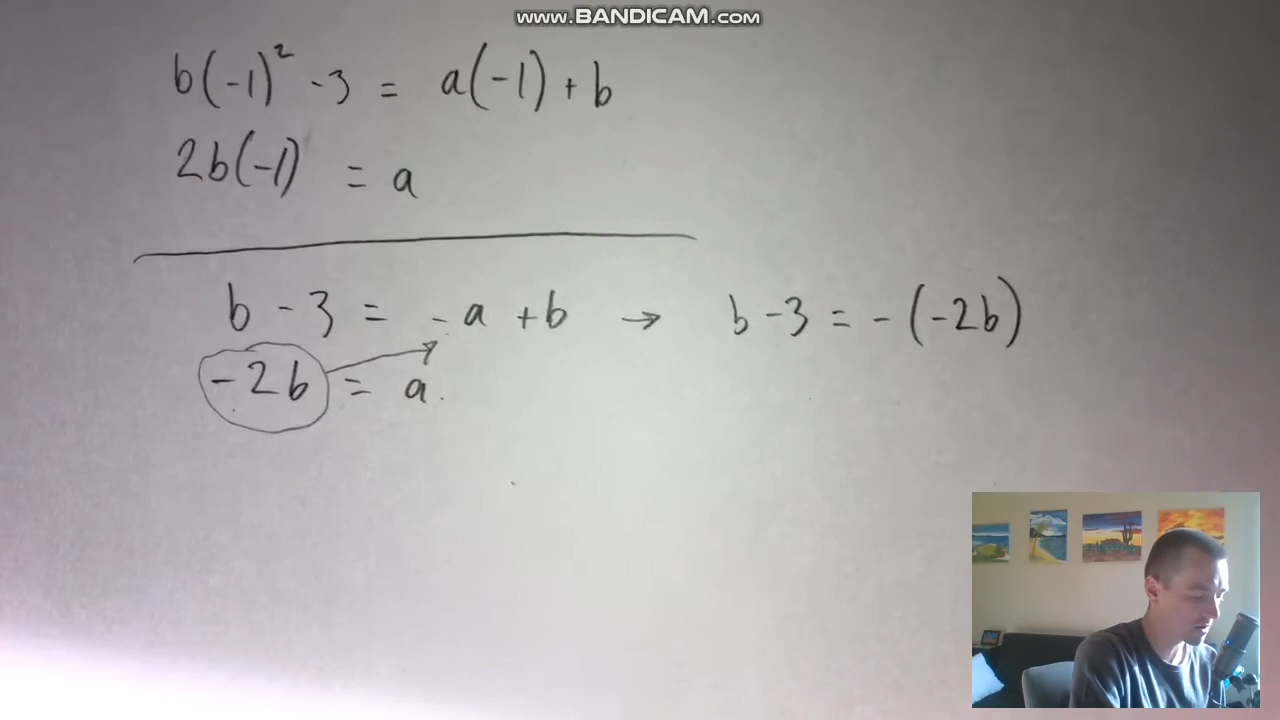 www.BANDICAM.com
b(-1)² - 3 = a(-1) + b
2b(-1) = a
b - 3 = - a + b → b - 3 = - (-2b)
-2b = a.